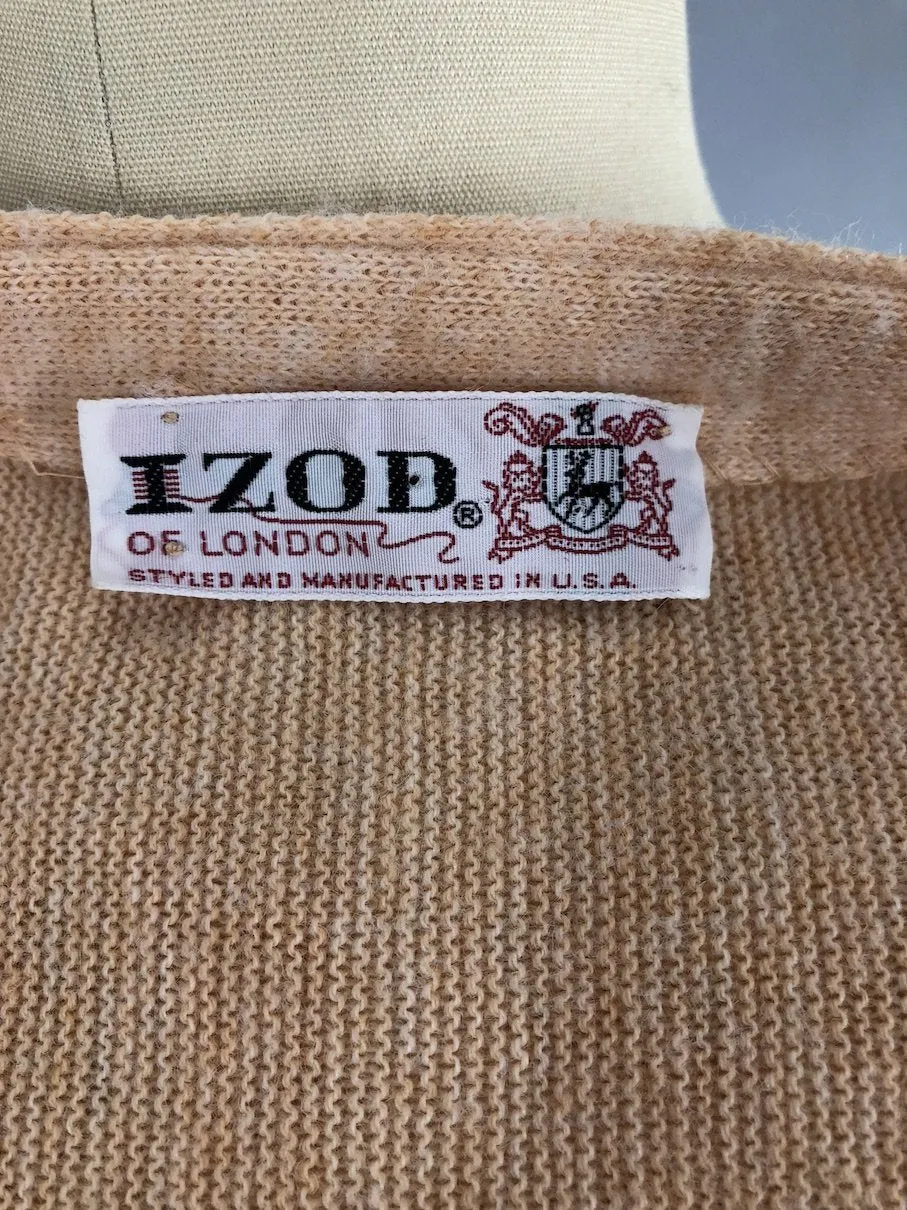 IZOD®
OF LONDON
STYLED AND MANUFACTURED IN U.S.A.